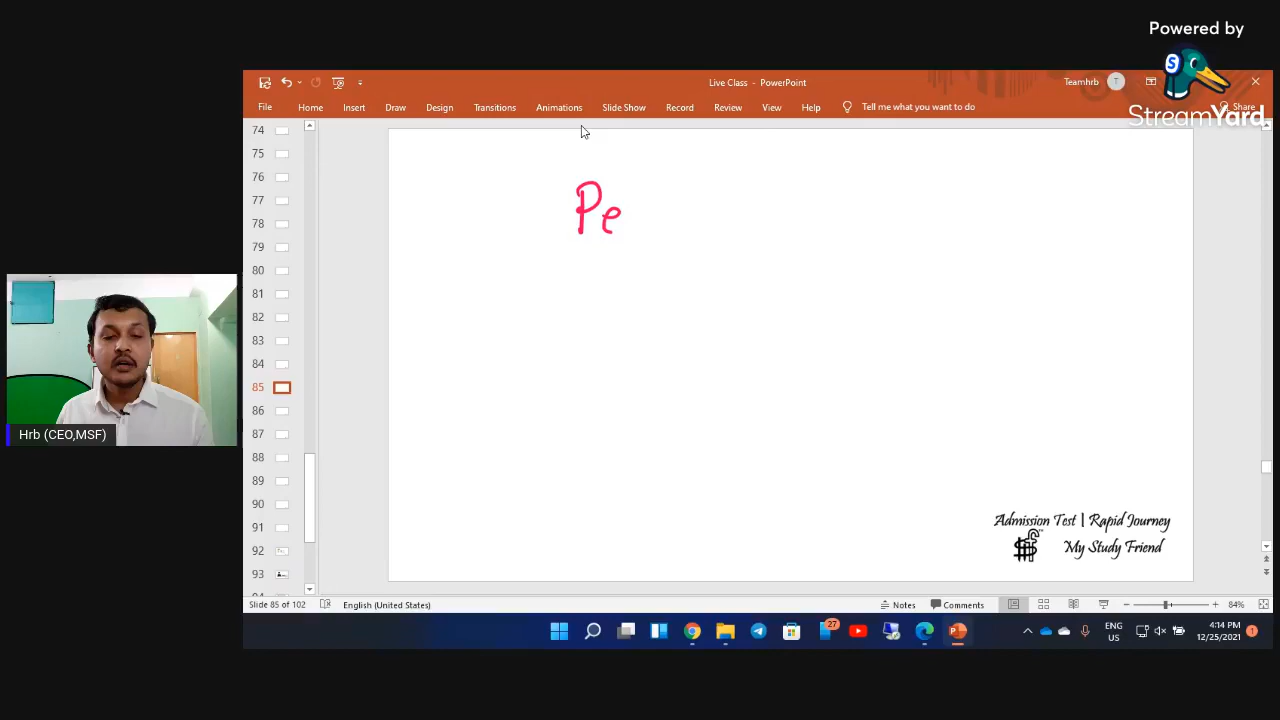 Powered by
StreamYard
Live Class - PowerPoint
Teamhrb
T
File
Home
Insert
Draw
Design
Transitions
Animations
Slide Show
Record
Review
View
Help
Tell me what you want to do
Share
74
75
76
77
78
79
80
81
82
83
84
85
86
87
88
89
90
91
92
93
Pe
Hrb (CEO,MSF)
Admission Test | Rapid Journey
My Study Friend
Slide 85 of 102
English (United States)
Notes
Comments
84%
27
ENG
US
4:14 PM
12/25/2021
1